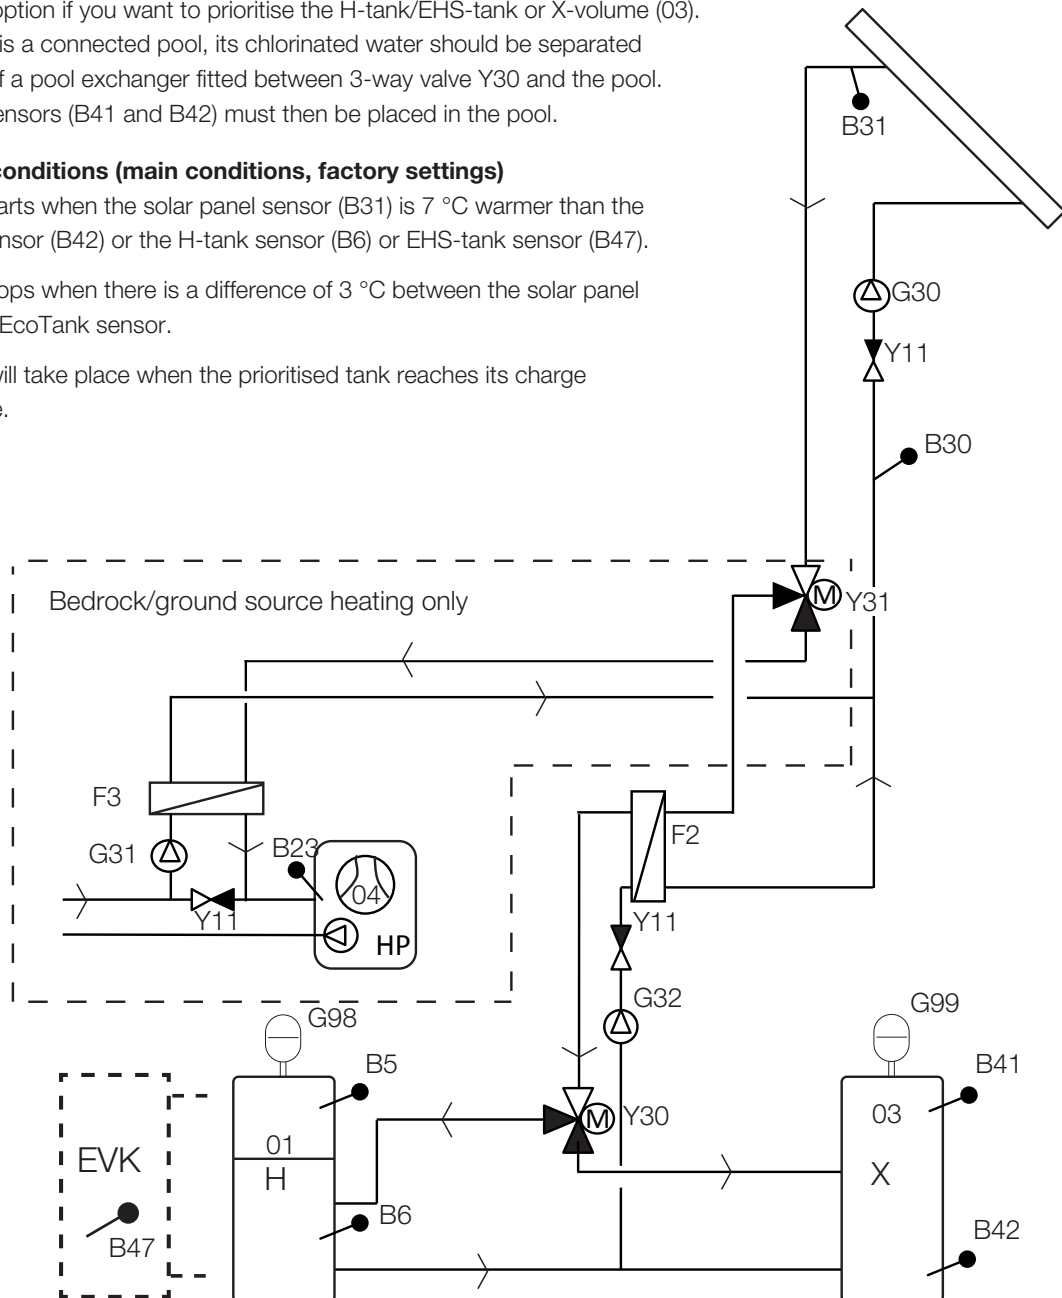 option if you want to prioritise the H-tank/EHS-tank or X-volume (03).
is a connected pool, its chlorinated water should be separated
f a pool exchanger fitted between 3-way valve Y30 and the pool.
ensors (B41 and B42) must then be placed in the pool.
conditions (main conditions, factory settings)
arts when the solar panel sensor (B31) is 7 °C warmer than the
nsor (B42) or the H-tank sensor (B6) or EHS-tank sensor (B47).
ops when there is a difference of 3 °C between the solar panel
EcoTank sensor.
will take place when the prioritised tank reaches its charge
e.
B31
G30
Y11
B30
Bedrock/ground source heating only
M
Y31
F3
F2
G31
B23
04
Y11
HP
Y11
G32
G98
G99
B5
B41
01
M
Y30
03
EVK
H
X
B6
B47
B42